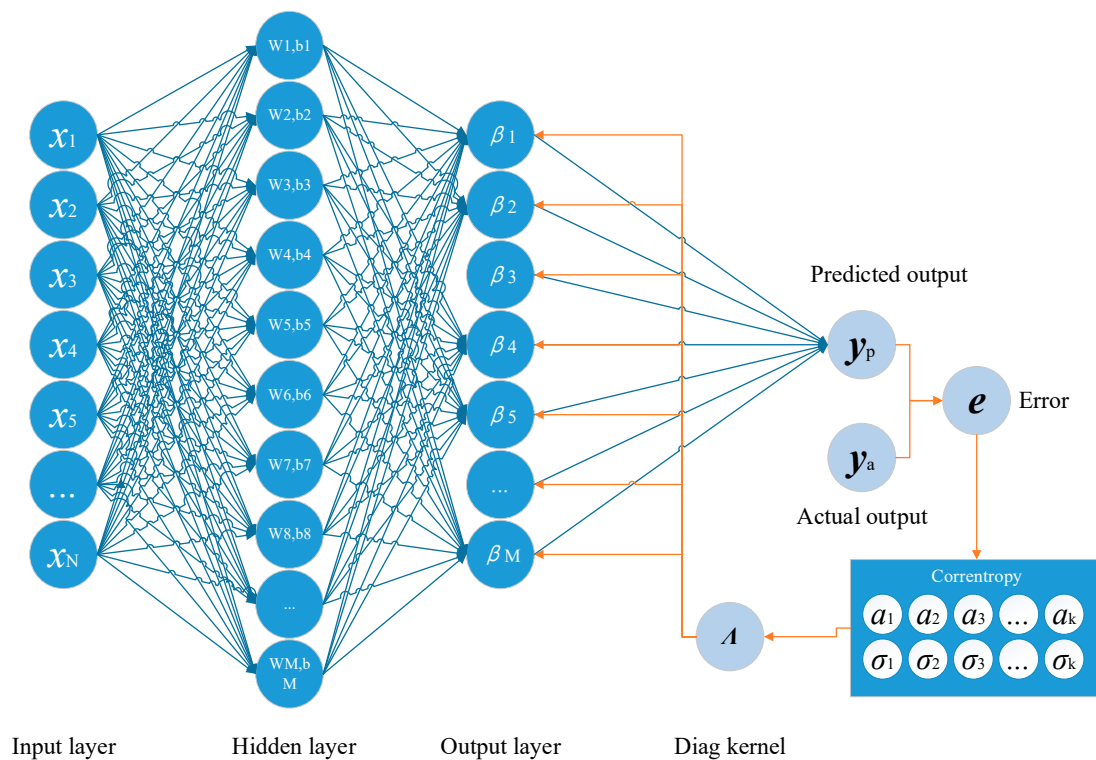 x1
x2
x3
x4
x5
...
xN
W1,b1
W2,b2
W3,b3
W4,b4
W5,b5
W6,b6
W7,b7
W8,b8
...
WM,b
M
β1
β2
β3
β4
β5
...
βM
Predicted output
yp
ya
Actual output
e
Error
Correntropy
a1 a2 a3 ... ak
σ1 σ2 σ3 ... σk
Λ
Input layer
Hidden layer
Output layer
Diag kernel